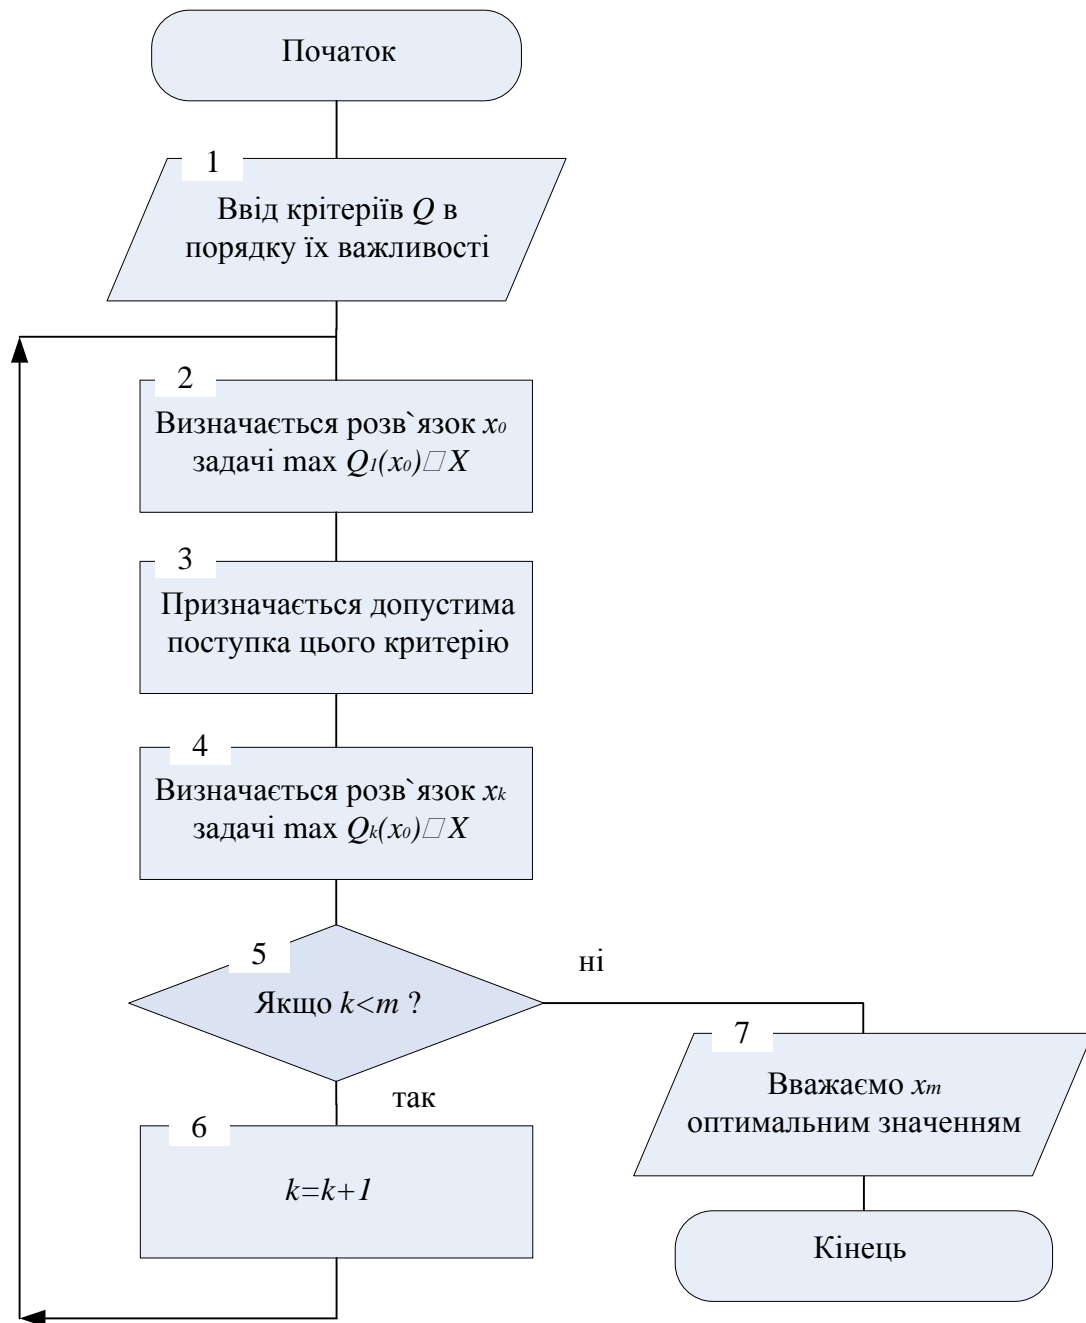 Початок
1
Ввід крітеріїв Q в
порядку їх важливості
2
Визначається розв`язок x₀
задачі max Q₁(x₀)□X
3
Призначається допустима
поступка цього критерію
4
Визначається розв`язок xₖ
задачі max Qₖ(x₀)□X
5
Якщо k<m ?
ні
так
6
k=k+1
7
Вважаємо xₘ
оптимальним значенням
Кінець